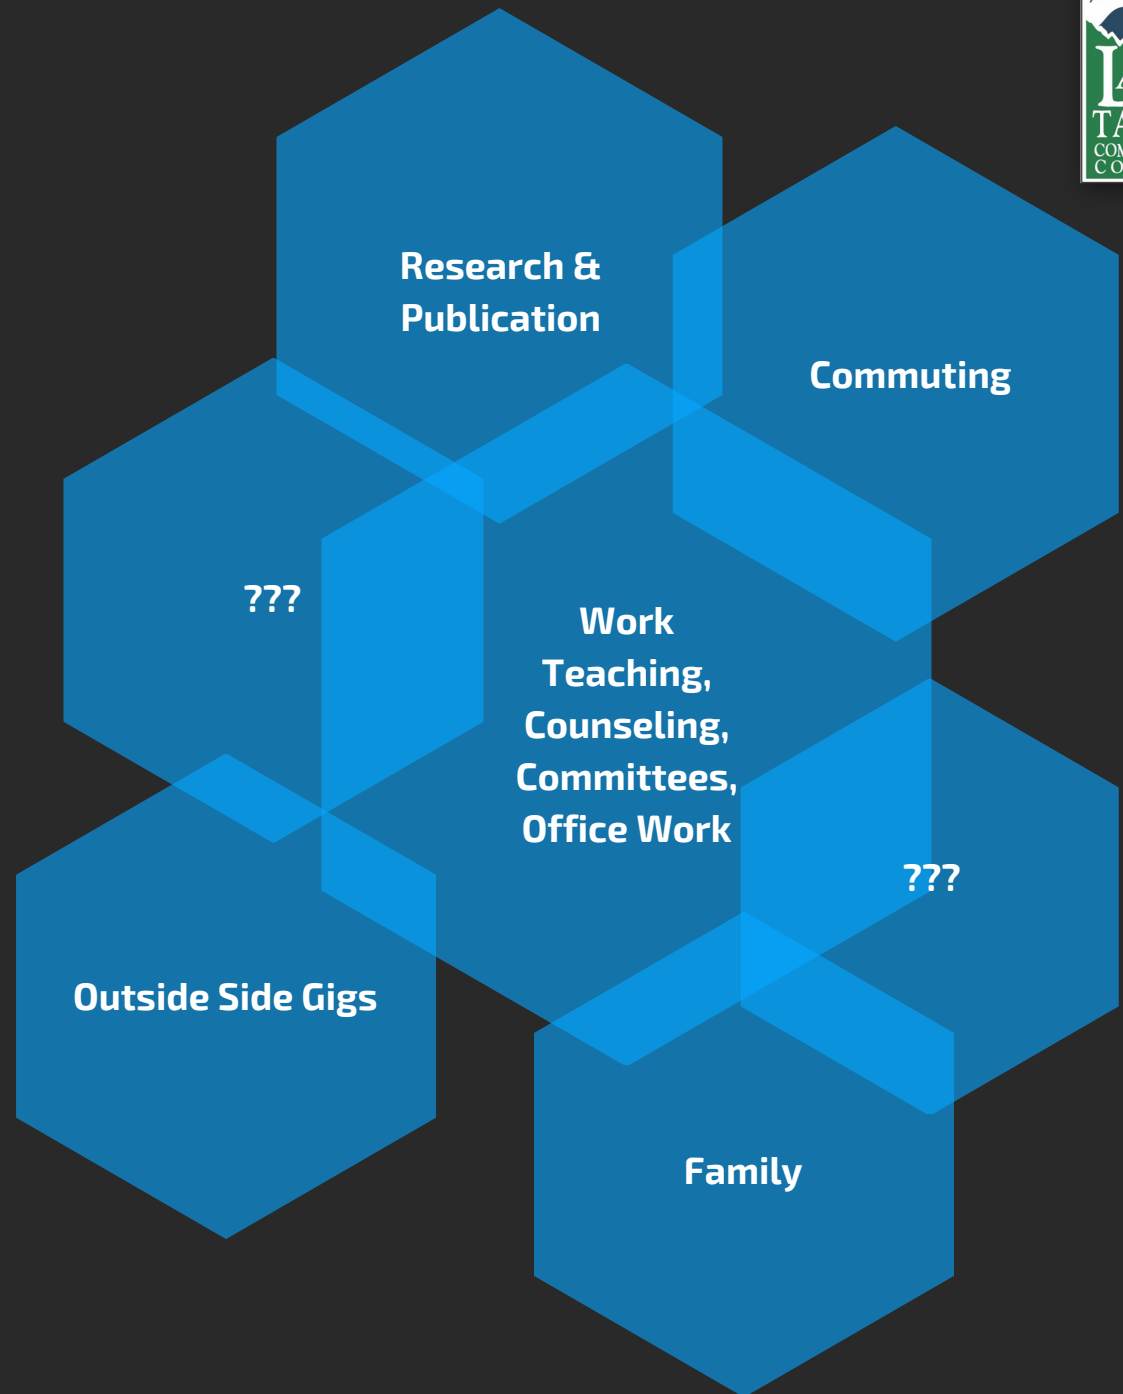 Research &
Publication
Commuting
???
Work
Teaching,
Counseling,
Committees,
Office Work
???
Outside Side Gigs
Family